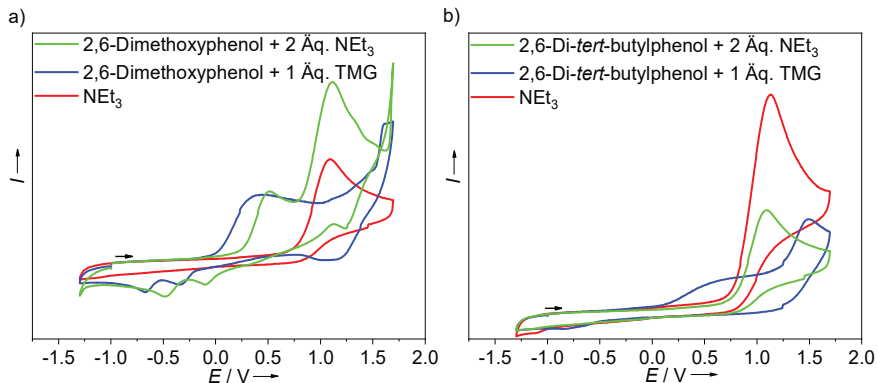 a)
2,6-Dimethoxyphenol + 2 Äq. NEt₃
2,6-Dimethoxyphenol + 1 Äq. TMG
NEt₃
I
-1.5 -1.0 -0.5 0.0 0.5 1.0 1.5 2.0
E / V
b)
2,6-Di-tert-butylphenol + 2 Äq. NEt₃
2,6-Di-tert-butylphenol + 1 Äq. TMG
NEt₃
I
-1.5 -1.0 -0.5 0.0 0.5 1.0 1.5 2.0
E / V